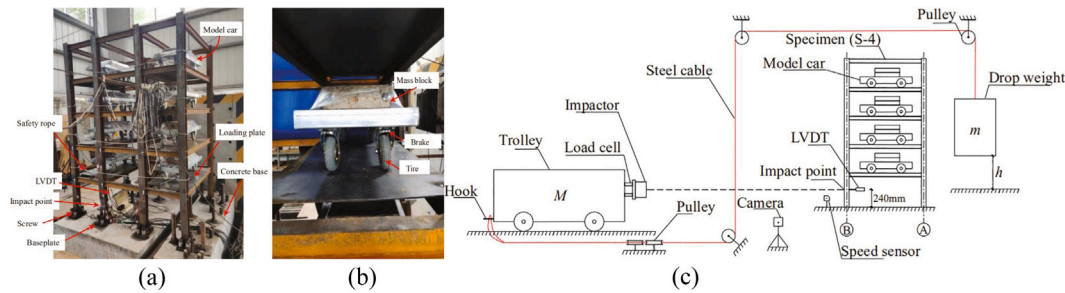 Model car
Safety rope
Loading plate
LVDT
Concrete base
Impact point
Screw
Baseplate
(a)
Mass block
Brake
Tire
(b)
Pulley
Pulley
Specimen (S-4)
Model car
Steel cable
Drop weight
Impactor
m
Trolley
Load cell
LVDT
Impact point
h
Hook
M
240mm
Pulley
Camera
B
A
Speed sensor
(c)